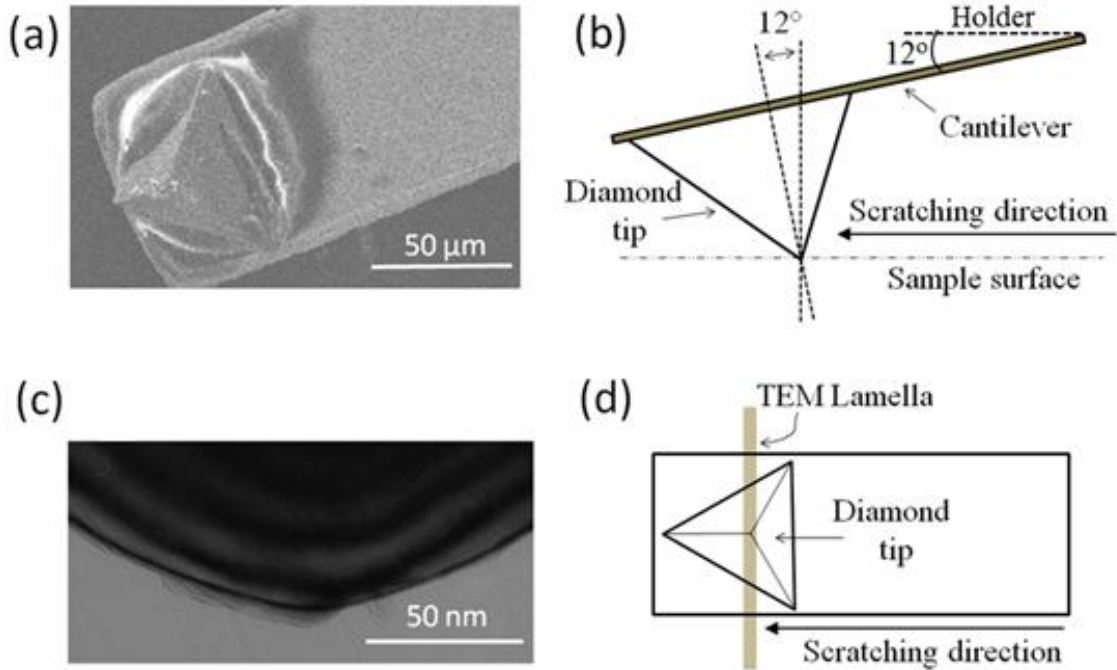 (a)
50 µm
(b)
12°
Holder
12°
Cantilever
Diamond
tip
Scratching direction
Sample surface
(c)
50 nm
(d)
TEM Lamella
Diamond
tip
Scratching direction